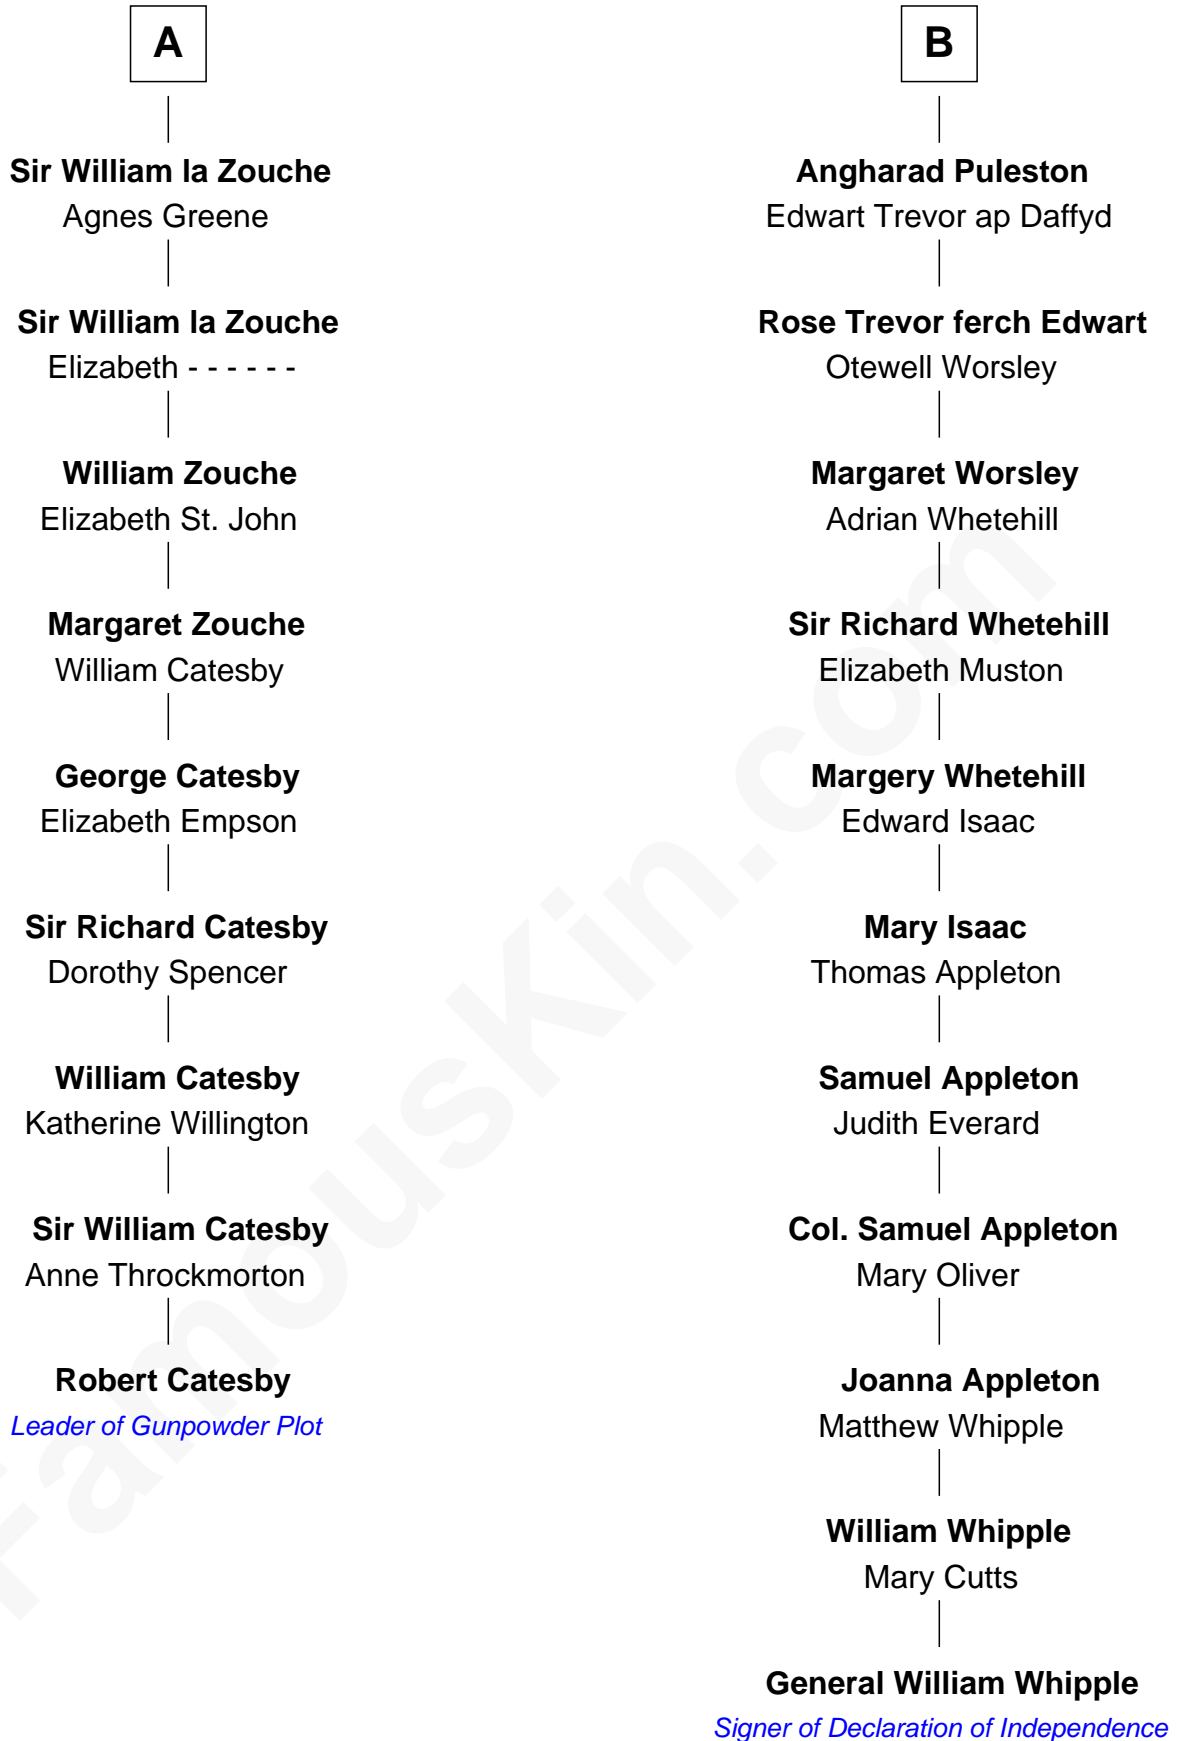 A
Sir William la Zouche
Agnes Greene
Sir William la Zouche
Elizabeth - - - - - -
William Zouche
Elizabeth St. John
Margaret Zouche
William Catesby
George Catesby
Elizabeth Empson
Sir Richard Catesby
Dorothy Spencer
William Catesby
Katherine Willington
Sir William Catesby
Anne Throckmorton
Robert Catesby
Leader of Gunpowder Plot
B
Angharad Puleston
Edwart Trevor ap Daffyd
Rose Trevor ferch Edwart
Otewell Worsley
Margaret Worsley
Adrian Whetehill
Sir Richard Whetehill
Elizabeth Muston
Margery Whetehill
Edward Isaac
Mary Isaac
Thomas Appleton
Samuel Appleton
Judith Everard
Col. Samuel Appleton
Mary Oliver
Joanna Appleton
Matthew Whipple
William Whipple
Mary Cutts
General William Whipple
Signer of Declaration of Independence
FamousKin.com